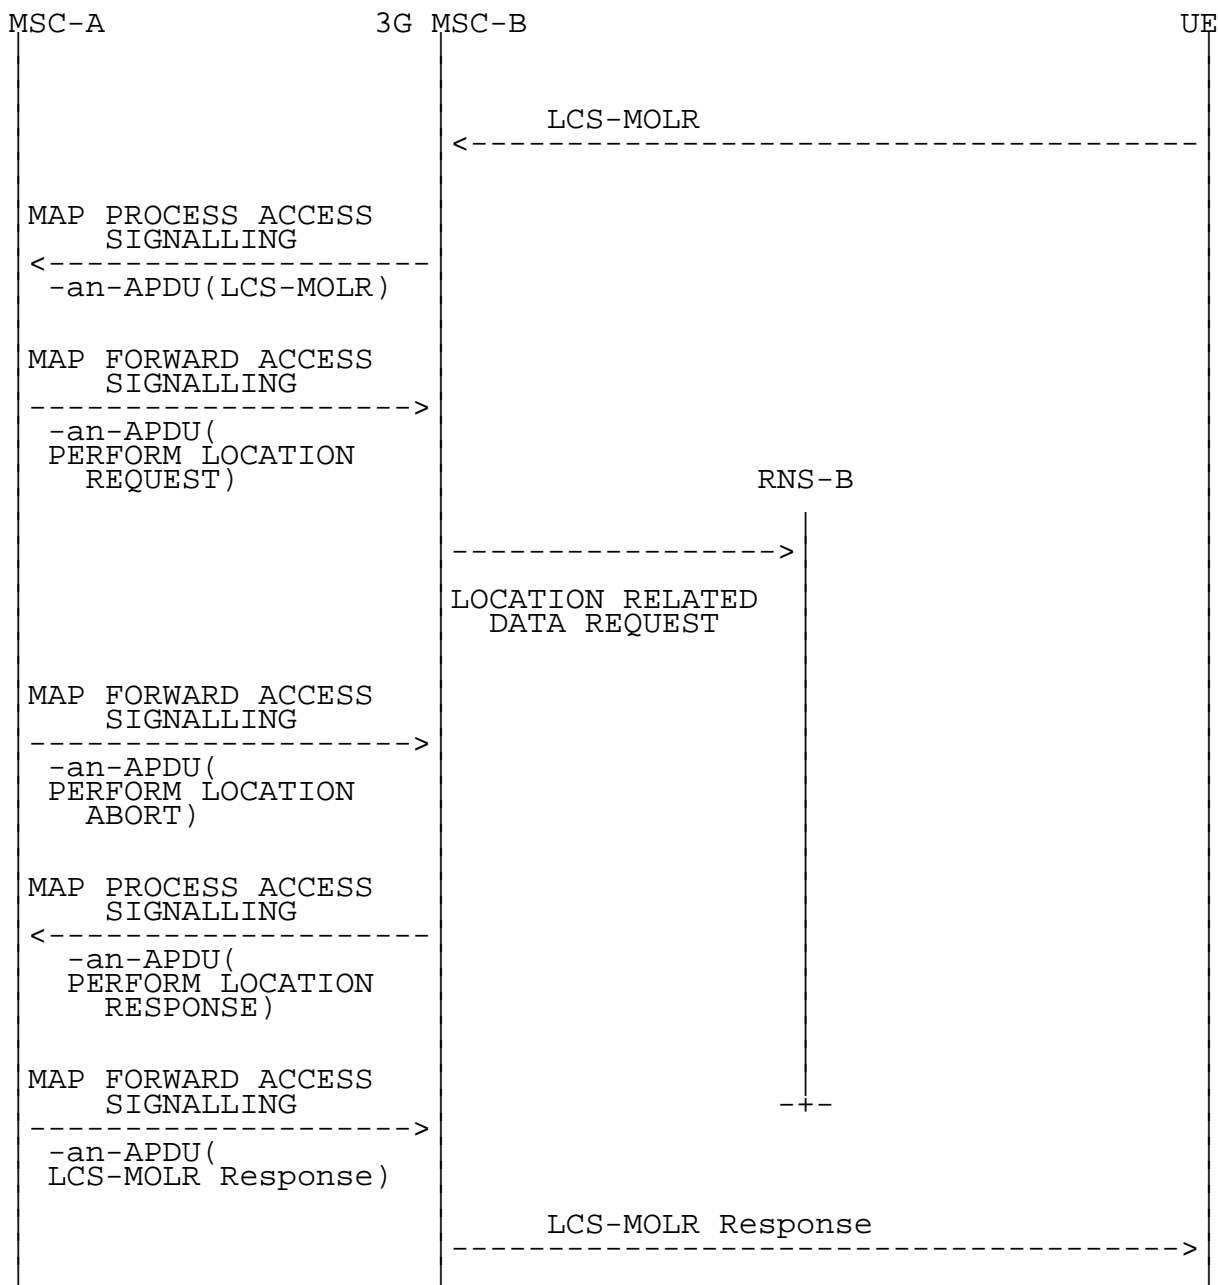 MSC-A 3G MSC-B UE
LCS-MOLR
MAP PROCESS ACCESS
SIGNALLING
-an-APDU(LCS-MOLR)
MAP FORWARD ACCESS
SIGNALLING
-an-APDU(
PERFORM LOCATION
REQUEST)
RNS-B
LOCATION RELATED
DATA REQUEST
MAP FORWARD ACCESS
SIGNALLING
-an-APDU(
PERFORM LOCATION
ABORT)
MAP PROCESS ACCESS
SIGNALLING
-an-APDU(
PERFORM LOCATION
RESPONSE)
MAP FORWARD ACCESS
SIGNALLING
-an-APDU(
LCS-MOLR Response)
LCS-MOLR Response